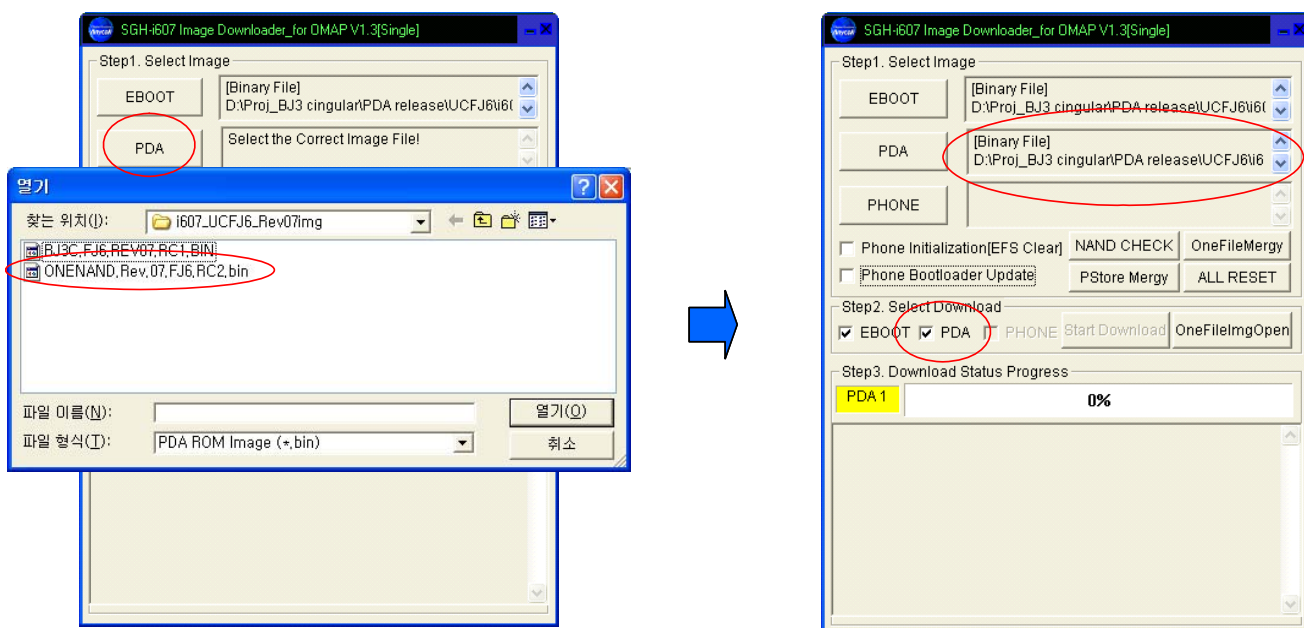 SGH-i607 Image Downloader_for OMAP V1.3[Single]
Step1. Select Image
EBOOT
[Binary File]
D:\Proj_BJ3 cingular\PDA release\UCFJ6\i6(
PDA
Select the Correct Image File!
열기
찾는 위치(I):
i607_UCFJ6_Rev07img
BJ3C,FJ6,REV07,RC1,BIN
ONENAND,Rev,07,FJ6,RC2,bin
파일 이름(N):
열기(O)
파일 형식(T):
PDA ROM Image (*,bin)
취소
SGH-i607 Image Downloader_for OMAP V1.3[Single]
Step1. Select Image
EBOOT
[Binary File]
D:\Proj_BJ3 cingular\PDA release\UCFJ6\i6(
PDA
[Binary File]
D:\Proj_BJ3 cingular\PDA release\UCFJ6\i6
PHONE
Phone Initialization[EFS Clear] NAND CHECK OneFileMergy
Phone Bootloader Update PStore Mergy ALL RESET
Step2. Select Download
EBOOT PDA PHONE Start Download OneFileImgOpen
Step3. Download Status Progress
PDA 1 0%